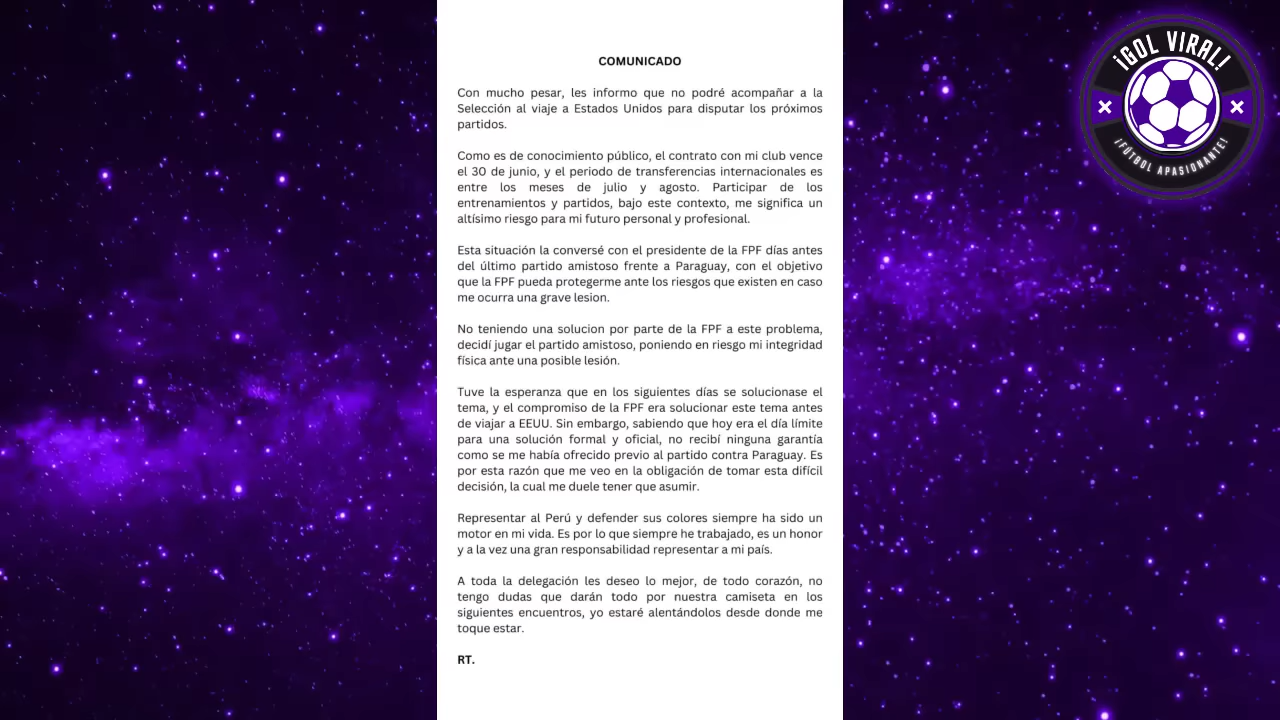 COMUNICADO
Con mucho pesar, les informo que no podré acompañar a la
Selección al viaje a Estados Unidos para disputar los próximos
partidos.
Como es de conocimiento público, el contrato con mi club vence
el 30 de junio, y el periodo de transferencias internacionales es
entre los meses de julio y agosto. Participar de los
entrenamientos y partidos, bajo este contexto, me significa un
altísimo riesgo para mi futuro personal y profesional.
Esta situación la conversé con el presidente de la FPF días antes
del último partido amistoso frente a Paraguay, con el objetivo
que la FPF pueda protegerme ante los riesgos que existen en caso
me ocurra una grave lesion.
No teniendo una solucion por parte de la FPF a este problema,
decidí jugar el partido amistoso, poniendo en riesgo mi integridad
física ante una posible lesión.
Tuve la esperanza que en los siguientes días se solucionase el
tema, y el compromiso de la FPF era solucionar este tema antes
de viajar a EEUU. Sin embargo, sabiendo que hoy era el día límite
para una solución formal y oficial, no recibí ninguna garantía
como se me había ofrecido previo al partido contra Paraguay. Es
por esta razón que me veo en la obligación de tomar esta difícil
decisión, la cual me duele tener que asumir.
Representar al Perú y defender sus colores siempre ha sido un
motor en mi vida. Es por lo que siempre he trabajado, es un honor
y a la vez una gran responsabilidad representar a mi país.
A toda la delegación les deseo lo mejor, de todo corazón, no
tengo dudas que darán todo por nuestra camiseta en los
siguientes encuentros, yo estaré alentándolos desde donde me
toque estar.
RT.
¡GOL VIRAL!
¡FÚTBOL APASIONANTE!